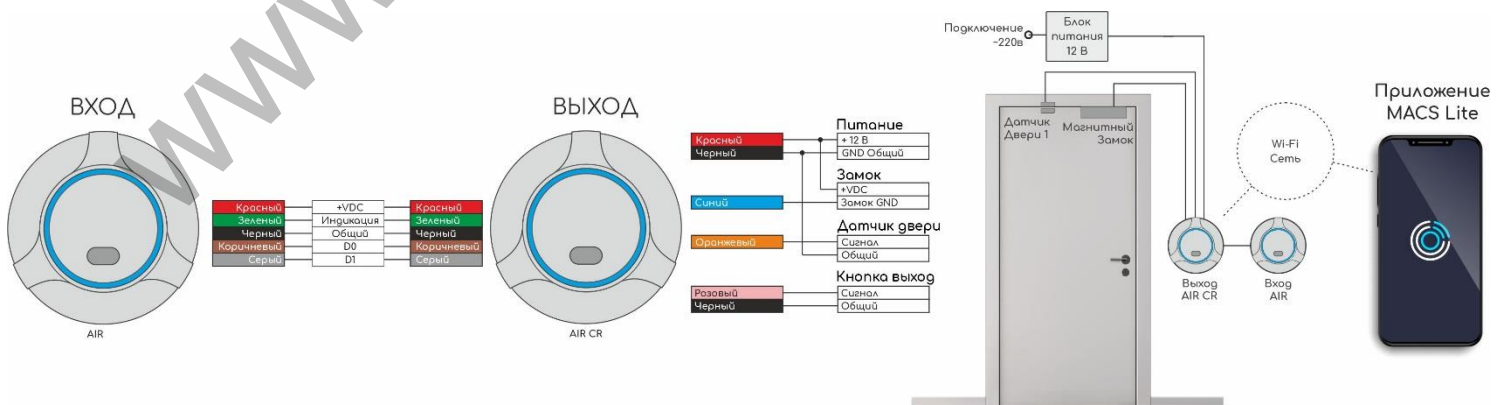 www
ВХОД
AIR
Красный +VDC Красный
Зеленый Индикация Зеленый
Черный Общий Черный
Коричневый D0 Коричневый
Серый D1 Серый
ВЫХОД
AIR CR
Питание
Красный + 12 В
Черный GND Общий
Замок
+VDC
Синий Замок GND
Датчик двери
Оранжевый Сигнал
Общий
Кнопка выход
Розовый Сигнал
Черный Общий
Подключение
~220в
Блок
питания
12 В
Датчик
Двери 1
Магнитный
Замок
Wi-Fi
Сеть
Выход
AIR CR
Вход
AIR
Приложение
MACS Lite